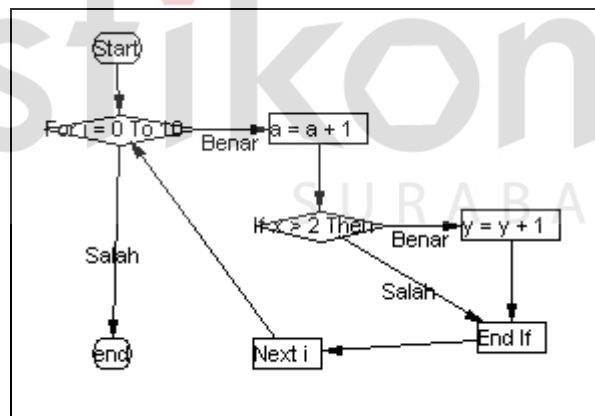 stikom
SURABA
Start
For i = 0 To 10
Benar
a = a + 1
If x > 2 Then
Benar
y = y + 1
Salah
Salah
end
Next i
End If